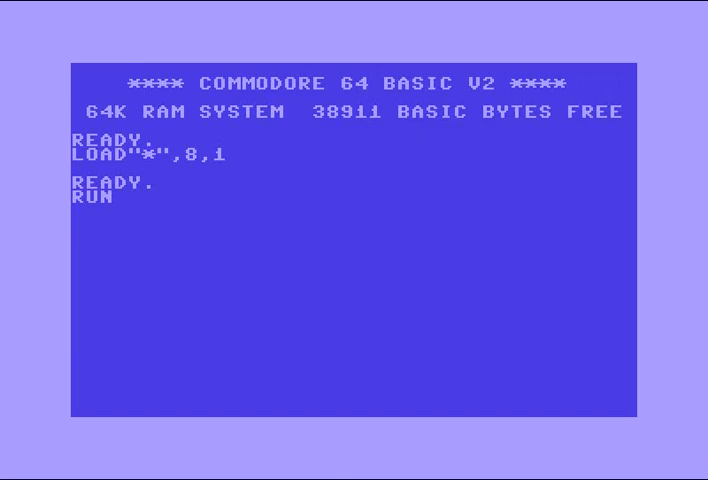 **** COMMODORE 64 BASIC V2 ****
64K RAM SYSTEM  38911 BASIC BYTES FREE
READY.
LOAD"*",8,1
READY.
RUN